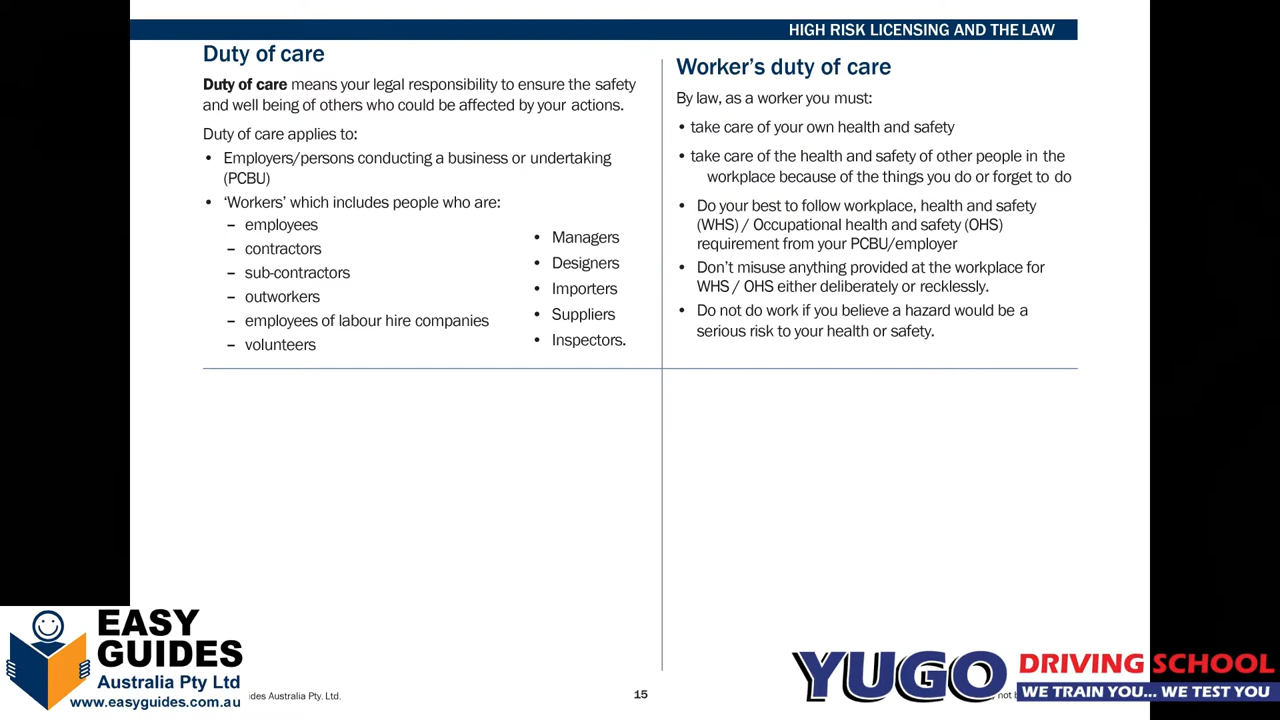 HIGH RISK LICENSING AND THE LAW
Duty of care
Duty of care means your legal responsibility to ensure the safety
and well being of others who could be affected by your actions.
Duty of care applies to:
• Employers/persons conducting a business or undertaking
(PCBU)
• ‘Workers’ which includes people who are:
– employees
– contractors
– sub-contractors
– outworkers
– employees of labour hire companies
– volunteers
• Managers
• Designers
• Importers
• Suppliers
• Inspectors.
Worker’s duty of care
By law, as a worker you must:
• take care of your own health and safety
• take care of the health and safety of other people in the
workplace because of the things you do or forget to do
• Do your best to follow workplace, health and safety
(WHS) / Occupational health and safety (OHS)
requirement from your PCBU/employer
• Don’t misuse anything provided at the workplace for
WHS / OHS either deliberately or recklessly.
• Do not do work if you believe a hazard would be a
serious risk to your health or safety.
EASY
GUIDES
Australia Pty Ltd
www.easyguides.com.au
ides Australia Pty. Ltd.
15
not
YUGO
DRIVING SCHOOL
WE TRAIN YOU... WE TEST YOU